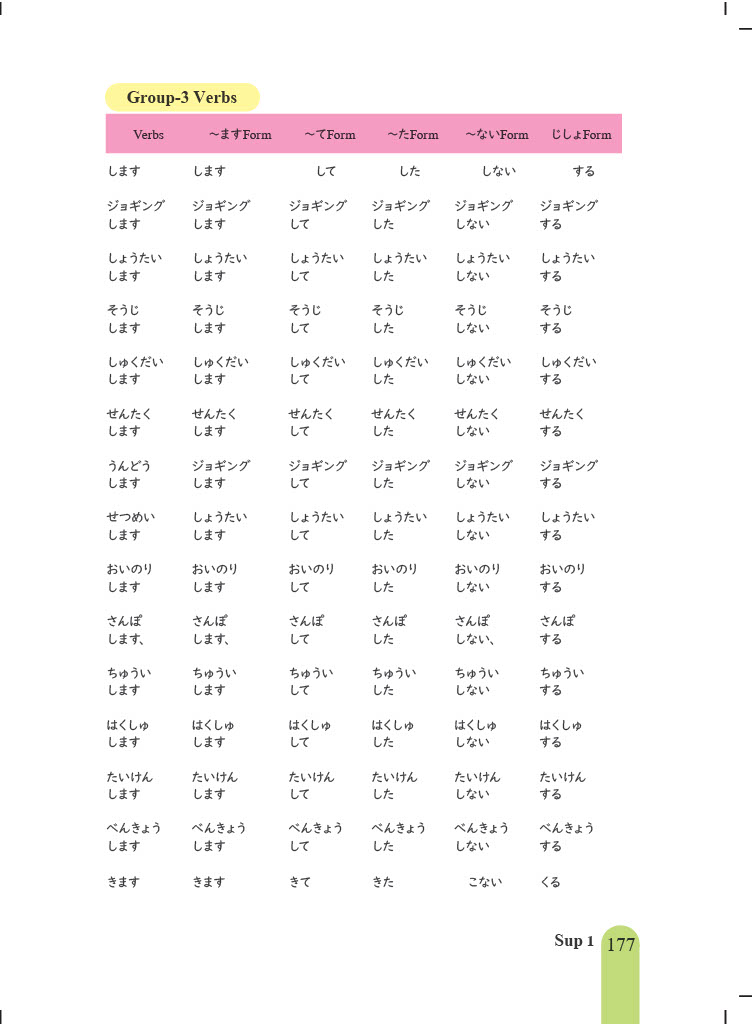 Group-3 Verbs
Verbs ～ますForm ～てForm ～たForm ～ないForm じしょForm
します します して した しない する
ジョギング ジョギング ジョギング ジョギング ジョギング ジョギング
します します して した しない する
しょうたい しょうたい しょうたい しょうたい しょうたい しょうたい
します します して した しない する
そうじ そうじ そうじ そうじ そうじ そうじ
します します して した しない する
しゅくだい しゅくだい しゅくだい しゅくだい しゅくだい しゅくだい
します します して した しない する
せんたく せんたく せんたく せんたく せんたく せんたく
します します して した しない する
うんどう ジョギング ジョギング ジョギング ジョギング ジョギング
します します して した しない する
せつめい しょうたい しょうたい しょうたい しょうたい しょうたい
します します して した しない する
おいのり おいのり おいのり おいのり おいのり おいのり
します します して した しない する
さんぽ さんぽ さんぽ さんぽ さんぽ さんぽ
します、 します、 して した しない、 する
ちゅうい ちゅうい ちゅうい ちゅうい ちゅうい ちゅうい
します します して した しない する
はくしゅ はくしゅ はくしゅ はくしゅ はくしゅ はくしゅ
します します して した しない する
たいけん たいけん たいけん たいけん たいけん たいけん
します します して した しない する
べんきょう べんきょう べんきょう べんきょう べんきょう べんきょう
します します して した しない する
きます きます きて きた こない くる
Sup 1 177